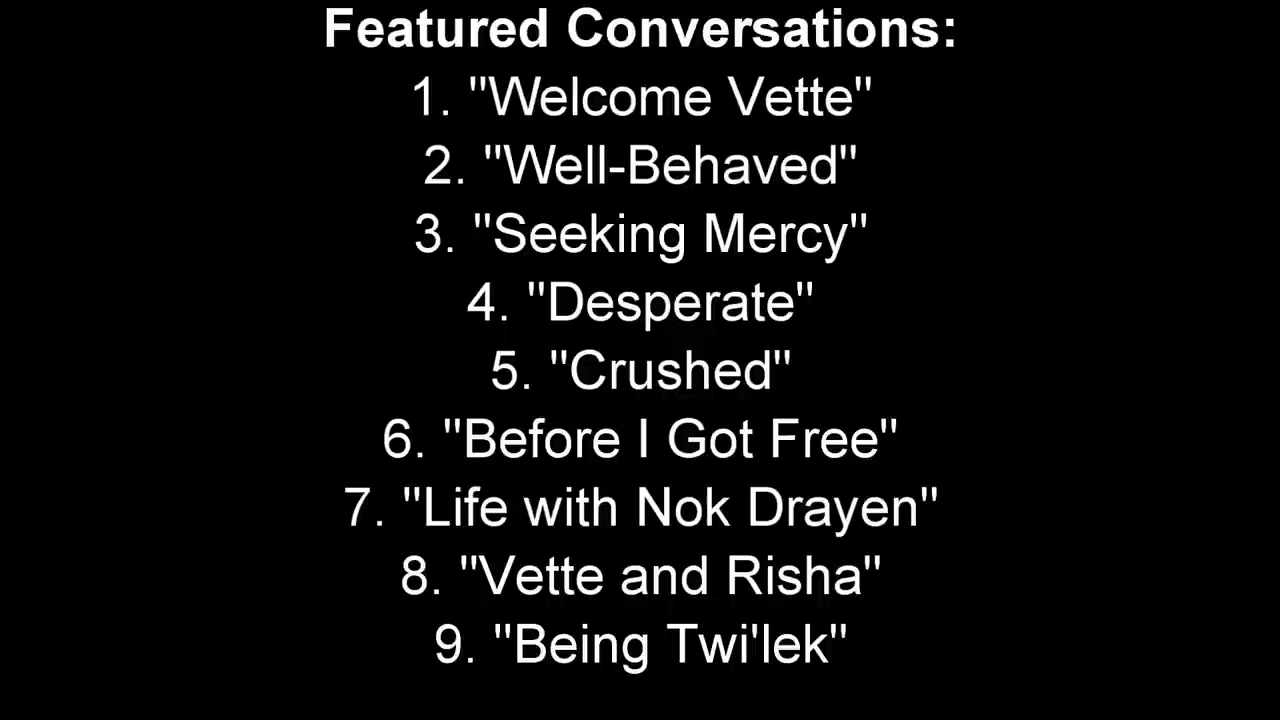 Featured Conversations:
1. "Welcome Vette"
2. "Well-Behaved"
3. "Seeking Mercy"
4. "Desperate"
5. "Crushed"
6. "Before I Got Free"
7. "Life with Nok Drayen"
8. "Vette and Risha"
9. "Being Twi'lek"